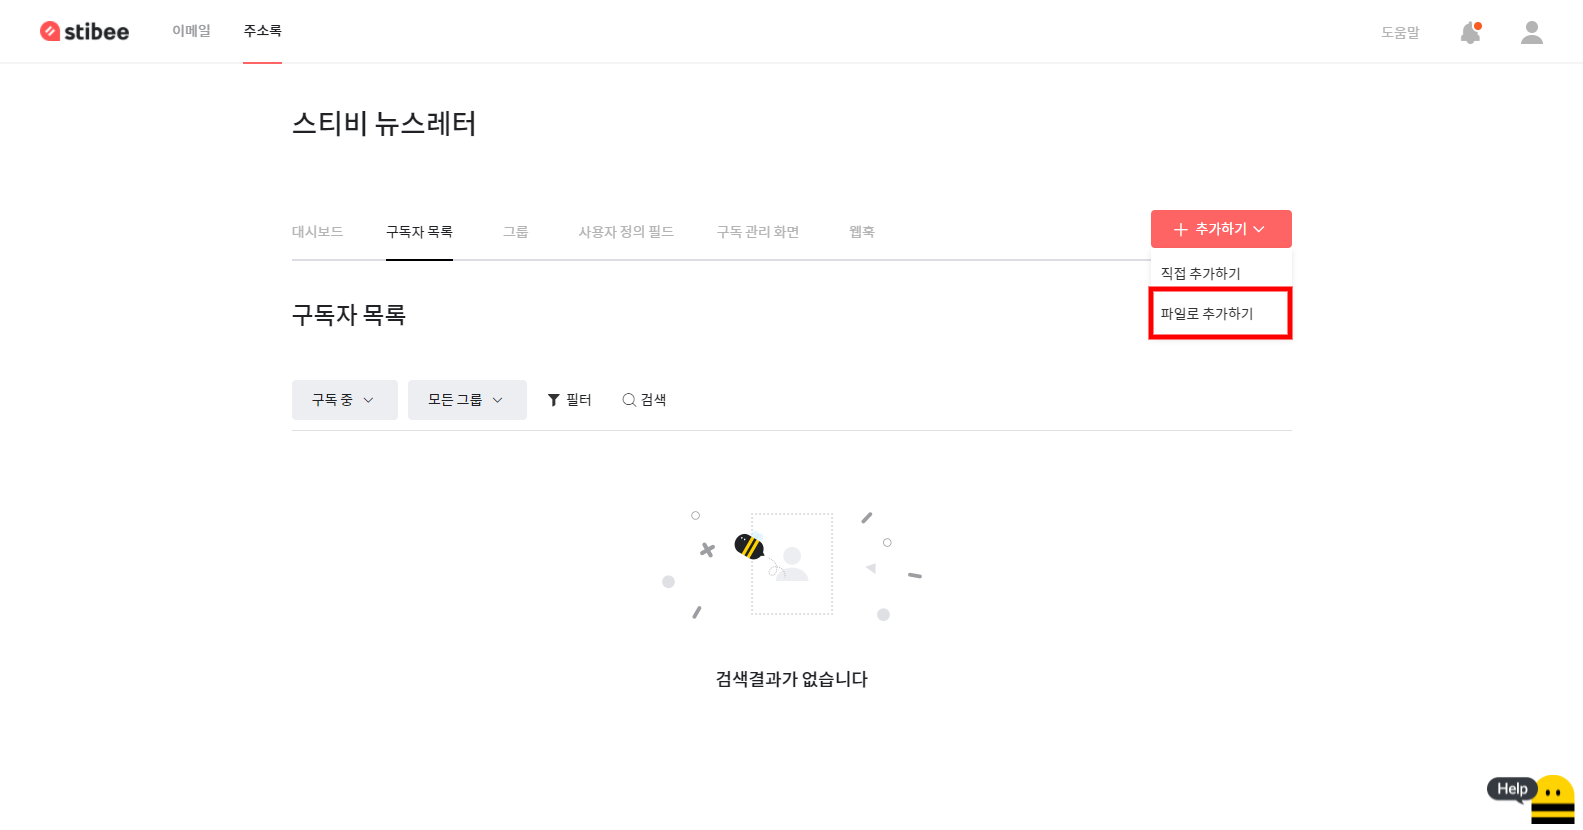 stibee
이메일
주소록
도움말
스티비 뉴스레터
대시보드
구독자 목록
그룹
사용자 정의 필드
구독 관리 화면
웹훅
추가하기
직접 추가하기
파일로 추가하기
구독자 목록
구독 중
모든 그룹
필터
검색
검색결과가 없습니다
Help